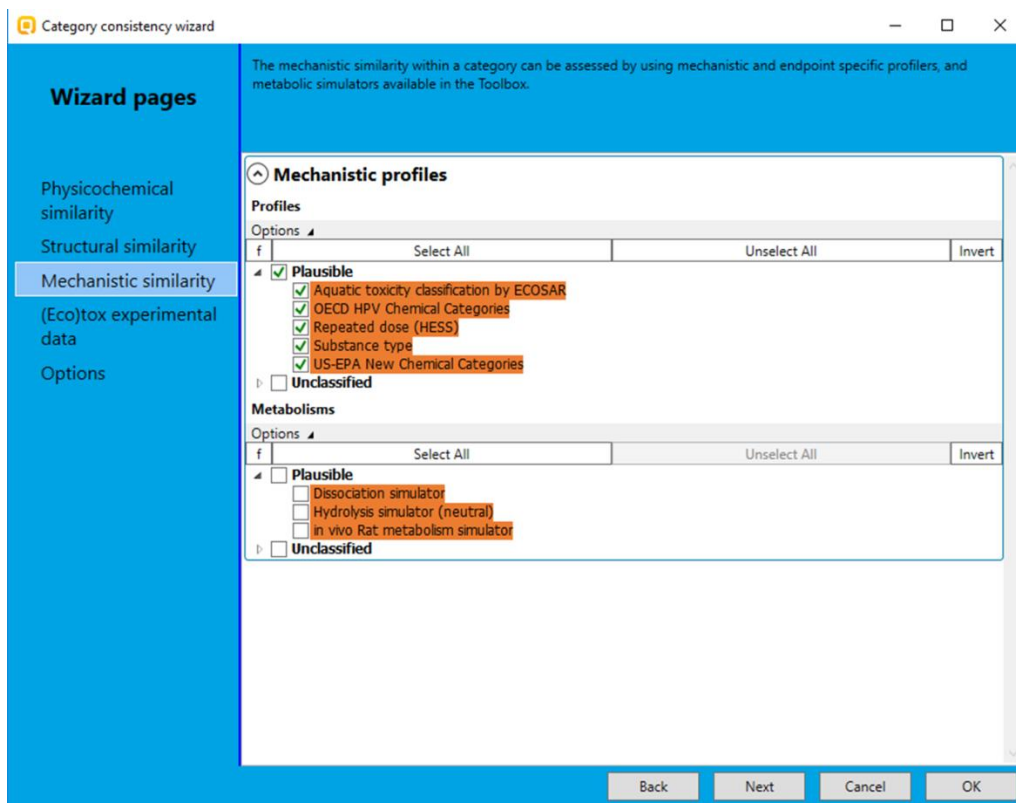 Category consistency wizard
Wizard pages
The mechanistic similarity within a category can be assessed by using mechanistic and endpoint specific profilers, and
metabolic simulators available in the Toolbox.
Physicochemical
similarity
Structural similarity
Mechanistic similarity
(Eco)tox experimental
data
Options
Mechanistic profiles
Profiles
Options
f Select All Unselect All Invert
Plausible
Aquatic toxicity classification by ECOSAR
OECD HPV Chemical Categories
Repeated dose (HESS)
Substance type
US-EPA New Chemical Categories
Unclassified
Metabolisms
Options
f Select All Unselect All Invert
Plausible
Dissociation simulator
Hydrolysis simulator (neutral)
in vivo Rat metabolism simulator
Unclassified
Back Next Cancel OK